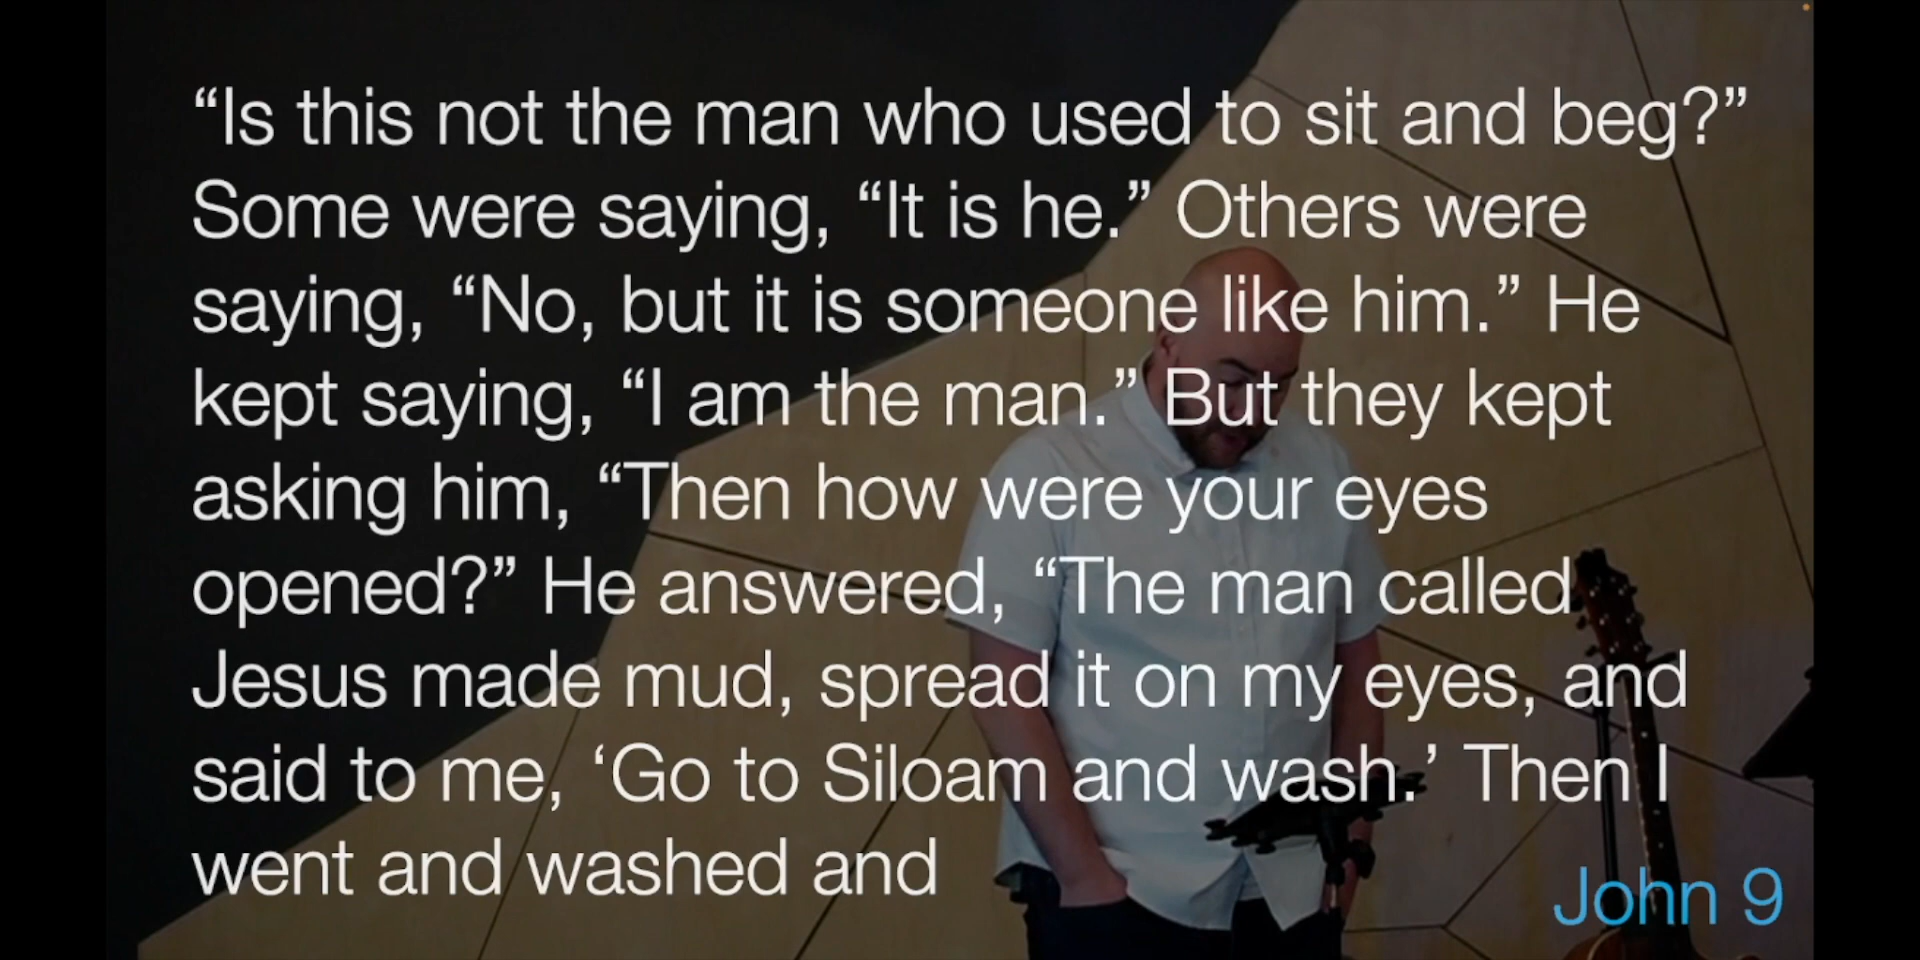 “Is this not the man who used to sit and beg?”
Some were saying, “It is he.” Others were
saying, “No, but it is someone like him.” He
kept saying, “I am the man.” But they kept
asking him, “Then how were your eyes
opened?” He answered, “The man called
Jesus made mud, spread it on my eyes, and
said to me, ‘Go to Siloam and wash.’ Then I
went and washed and
John 9